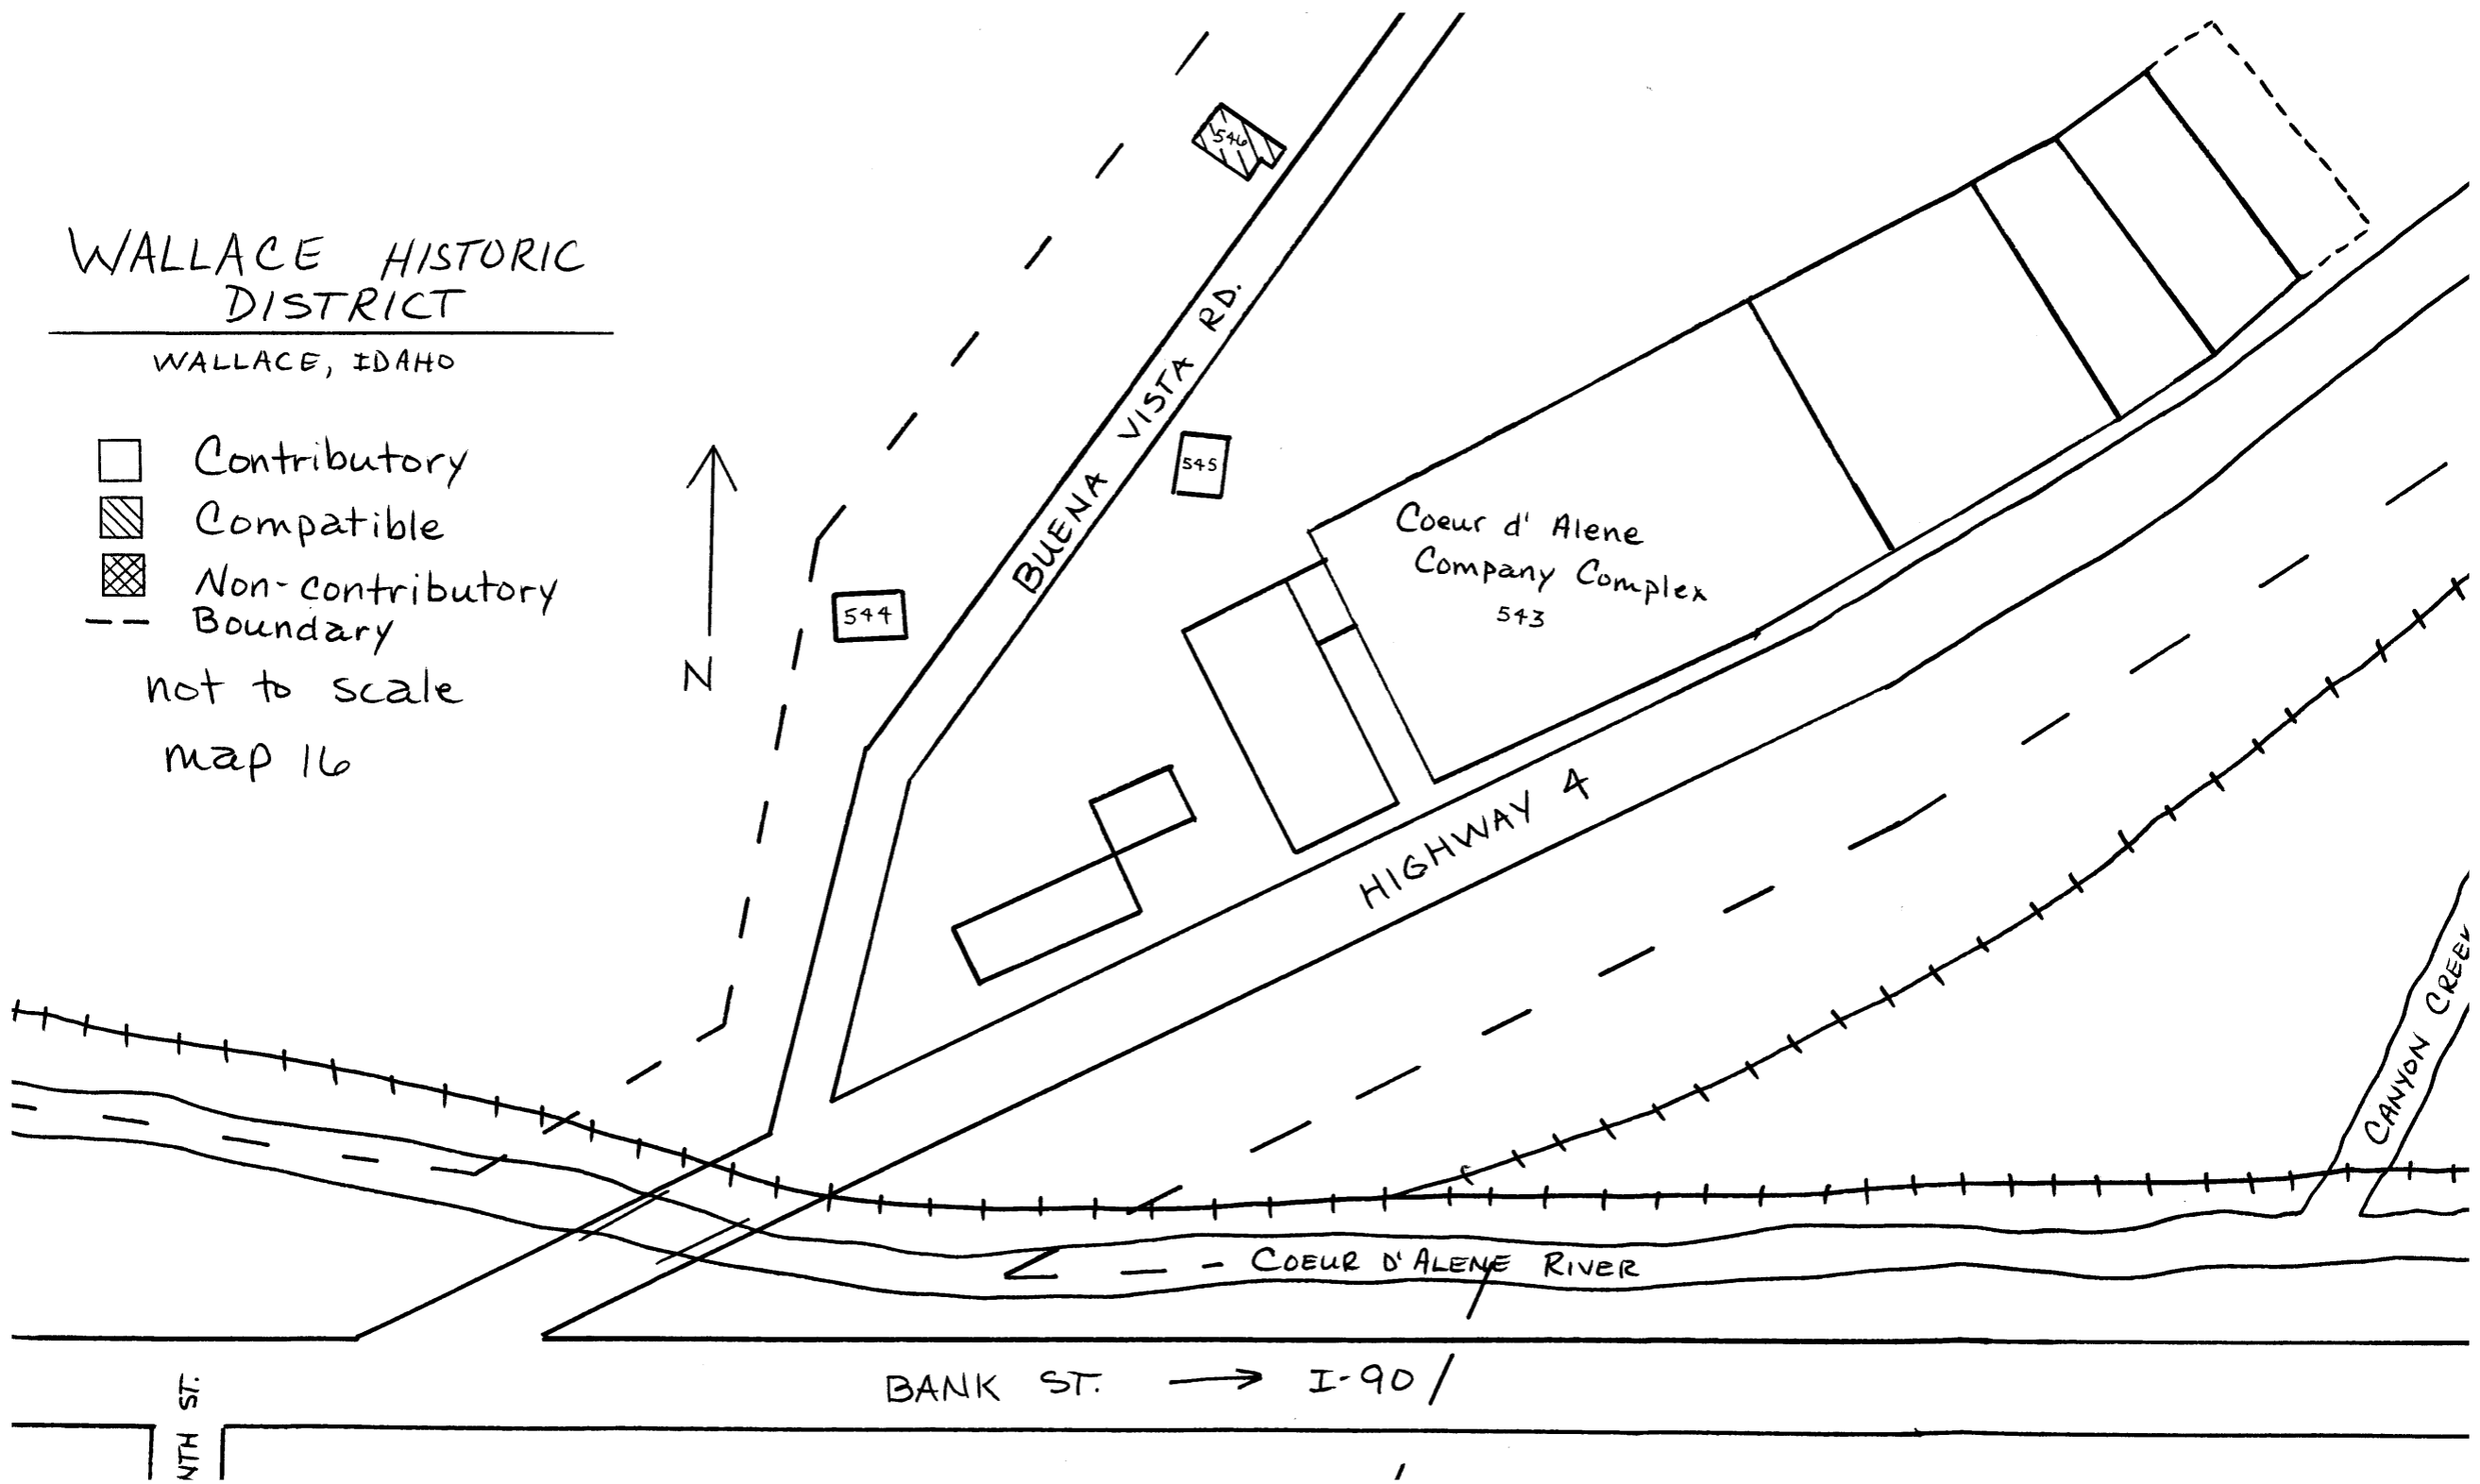 WALLACE HISTORIC
DISTRICT
WALLACE, IDAHO
Contributory
Compatible
Non-contributory
Boundary
not to scale
map 16
N
546
BUENA VISTA RD.
545
544
Coeur d' Alene
Company Complex
543
HIGHWAY 4
CANYON CREEK
COEUR D'ALENE RIVER
BANK ST. → I-90
NTH ST.